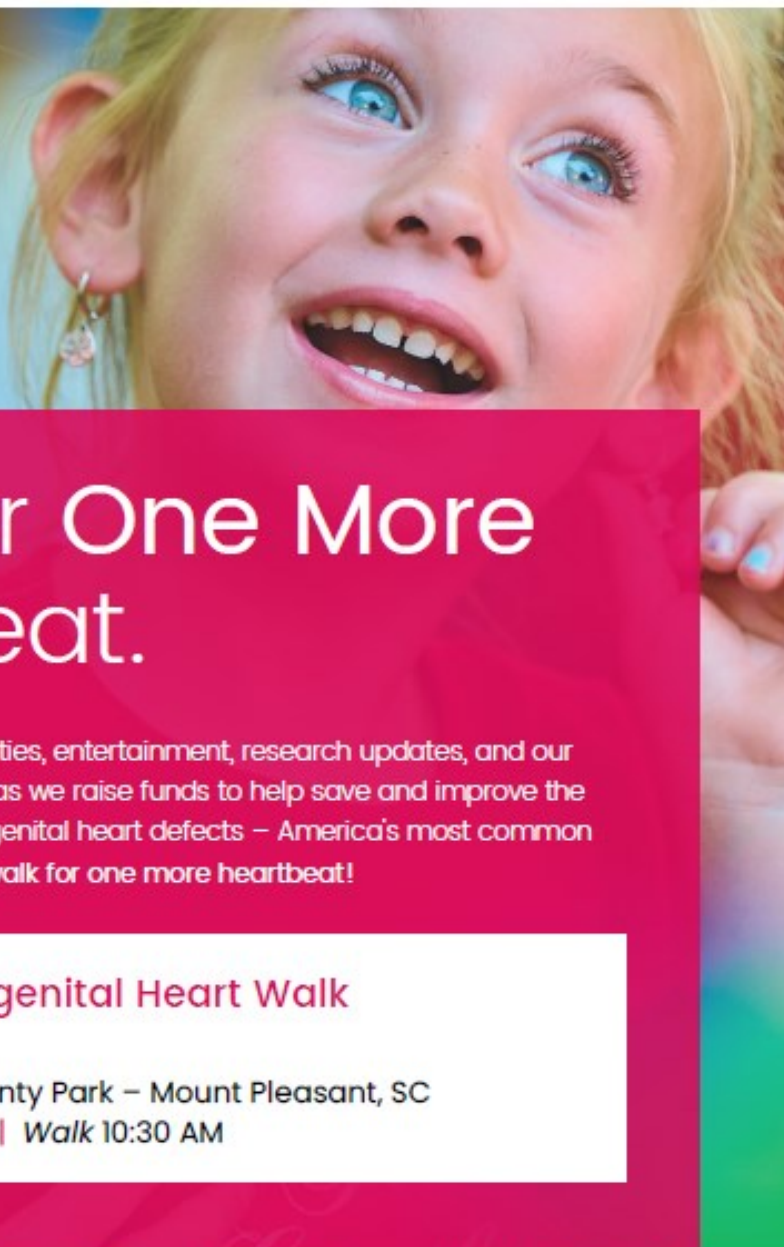 r One More
eat.
ties, entertainment, research updates, and our
as we raise funds to help save and improve the
genital heart defects – America's most common
walk for one more heartbeat!
genital Heart Walk
nty Park – Mount Pleasant, SC
| Walk 10:30 AM